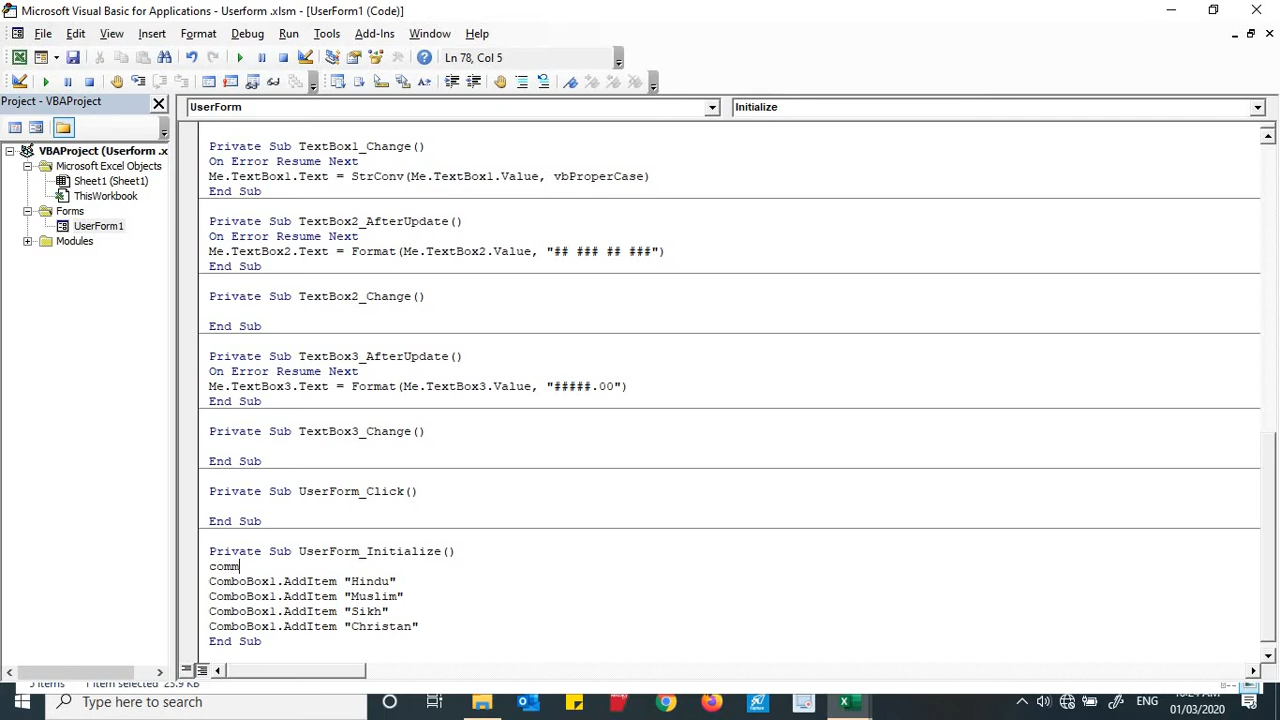 Microsoft Visual Basic for Applications - Userform .xlsm - [UserForm1 (Code)]
File Edit View Insert Format Debug Run Tools Add-Ins Window Help
Ln 78, Col 5
Project - VBAProject
UserForm
Initialize
VBAProject (Userform .x
Microsoft Excel Objects
Sheet1 (Sheet1)
ThisWorkbook
Forms
UserForm1
Modules
Private Sub TextBox1_Change()
On Error Resume Next
Me.TextBox1.Text = StrConv(Me.TextBox1.Value, vbProperCase)
End Sub
Private Sub TextBox2_AfterUpdate()
On Error Resume Next
Me.TextBox2.Text = Format(Me.TextBox2.Value, "## ### ## ###")
End Sub
Private Sub TextBox2_Change()
End Sub
Private Sub TextBox3_AfterUpdate()
On Error Resume Next
Me.TextBox3.Text = Format(Me.TextBox3.Value, "#####.00")
End Sub
Private Sub TextBox3_Change()
End Sub
Private Sub UserForm_Click()
End Sub
Private Sub UserForm_Initialize()
comm
ComboBox1.AddItem "Hindu"
ComboBox1.AddItem "Muslim"
ComboBox1.AddItem "Sikh"
ComboBox1.AddItem "Christan"
End Sub
1 item selected 25.9 KB
Type here to search
ENG
01/03/2020